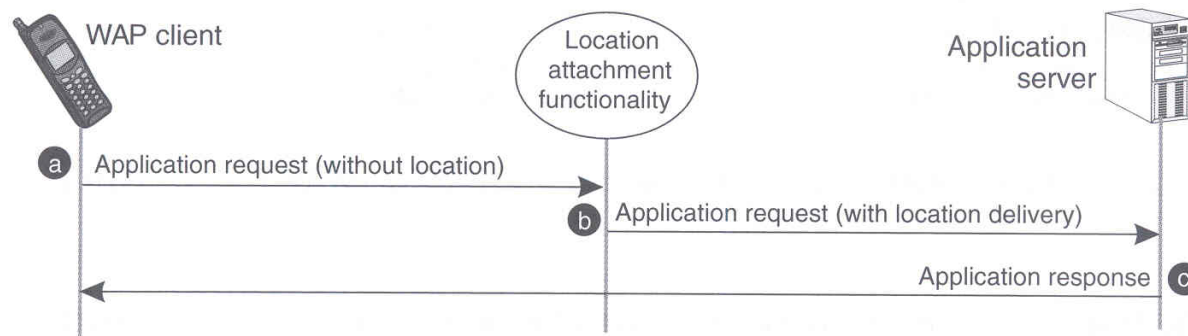 WAP client
Location
attachment
functionality
Application
server
a
Application request (without location)
b
Application request (with location delivery)
Application response
c